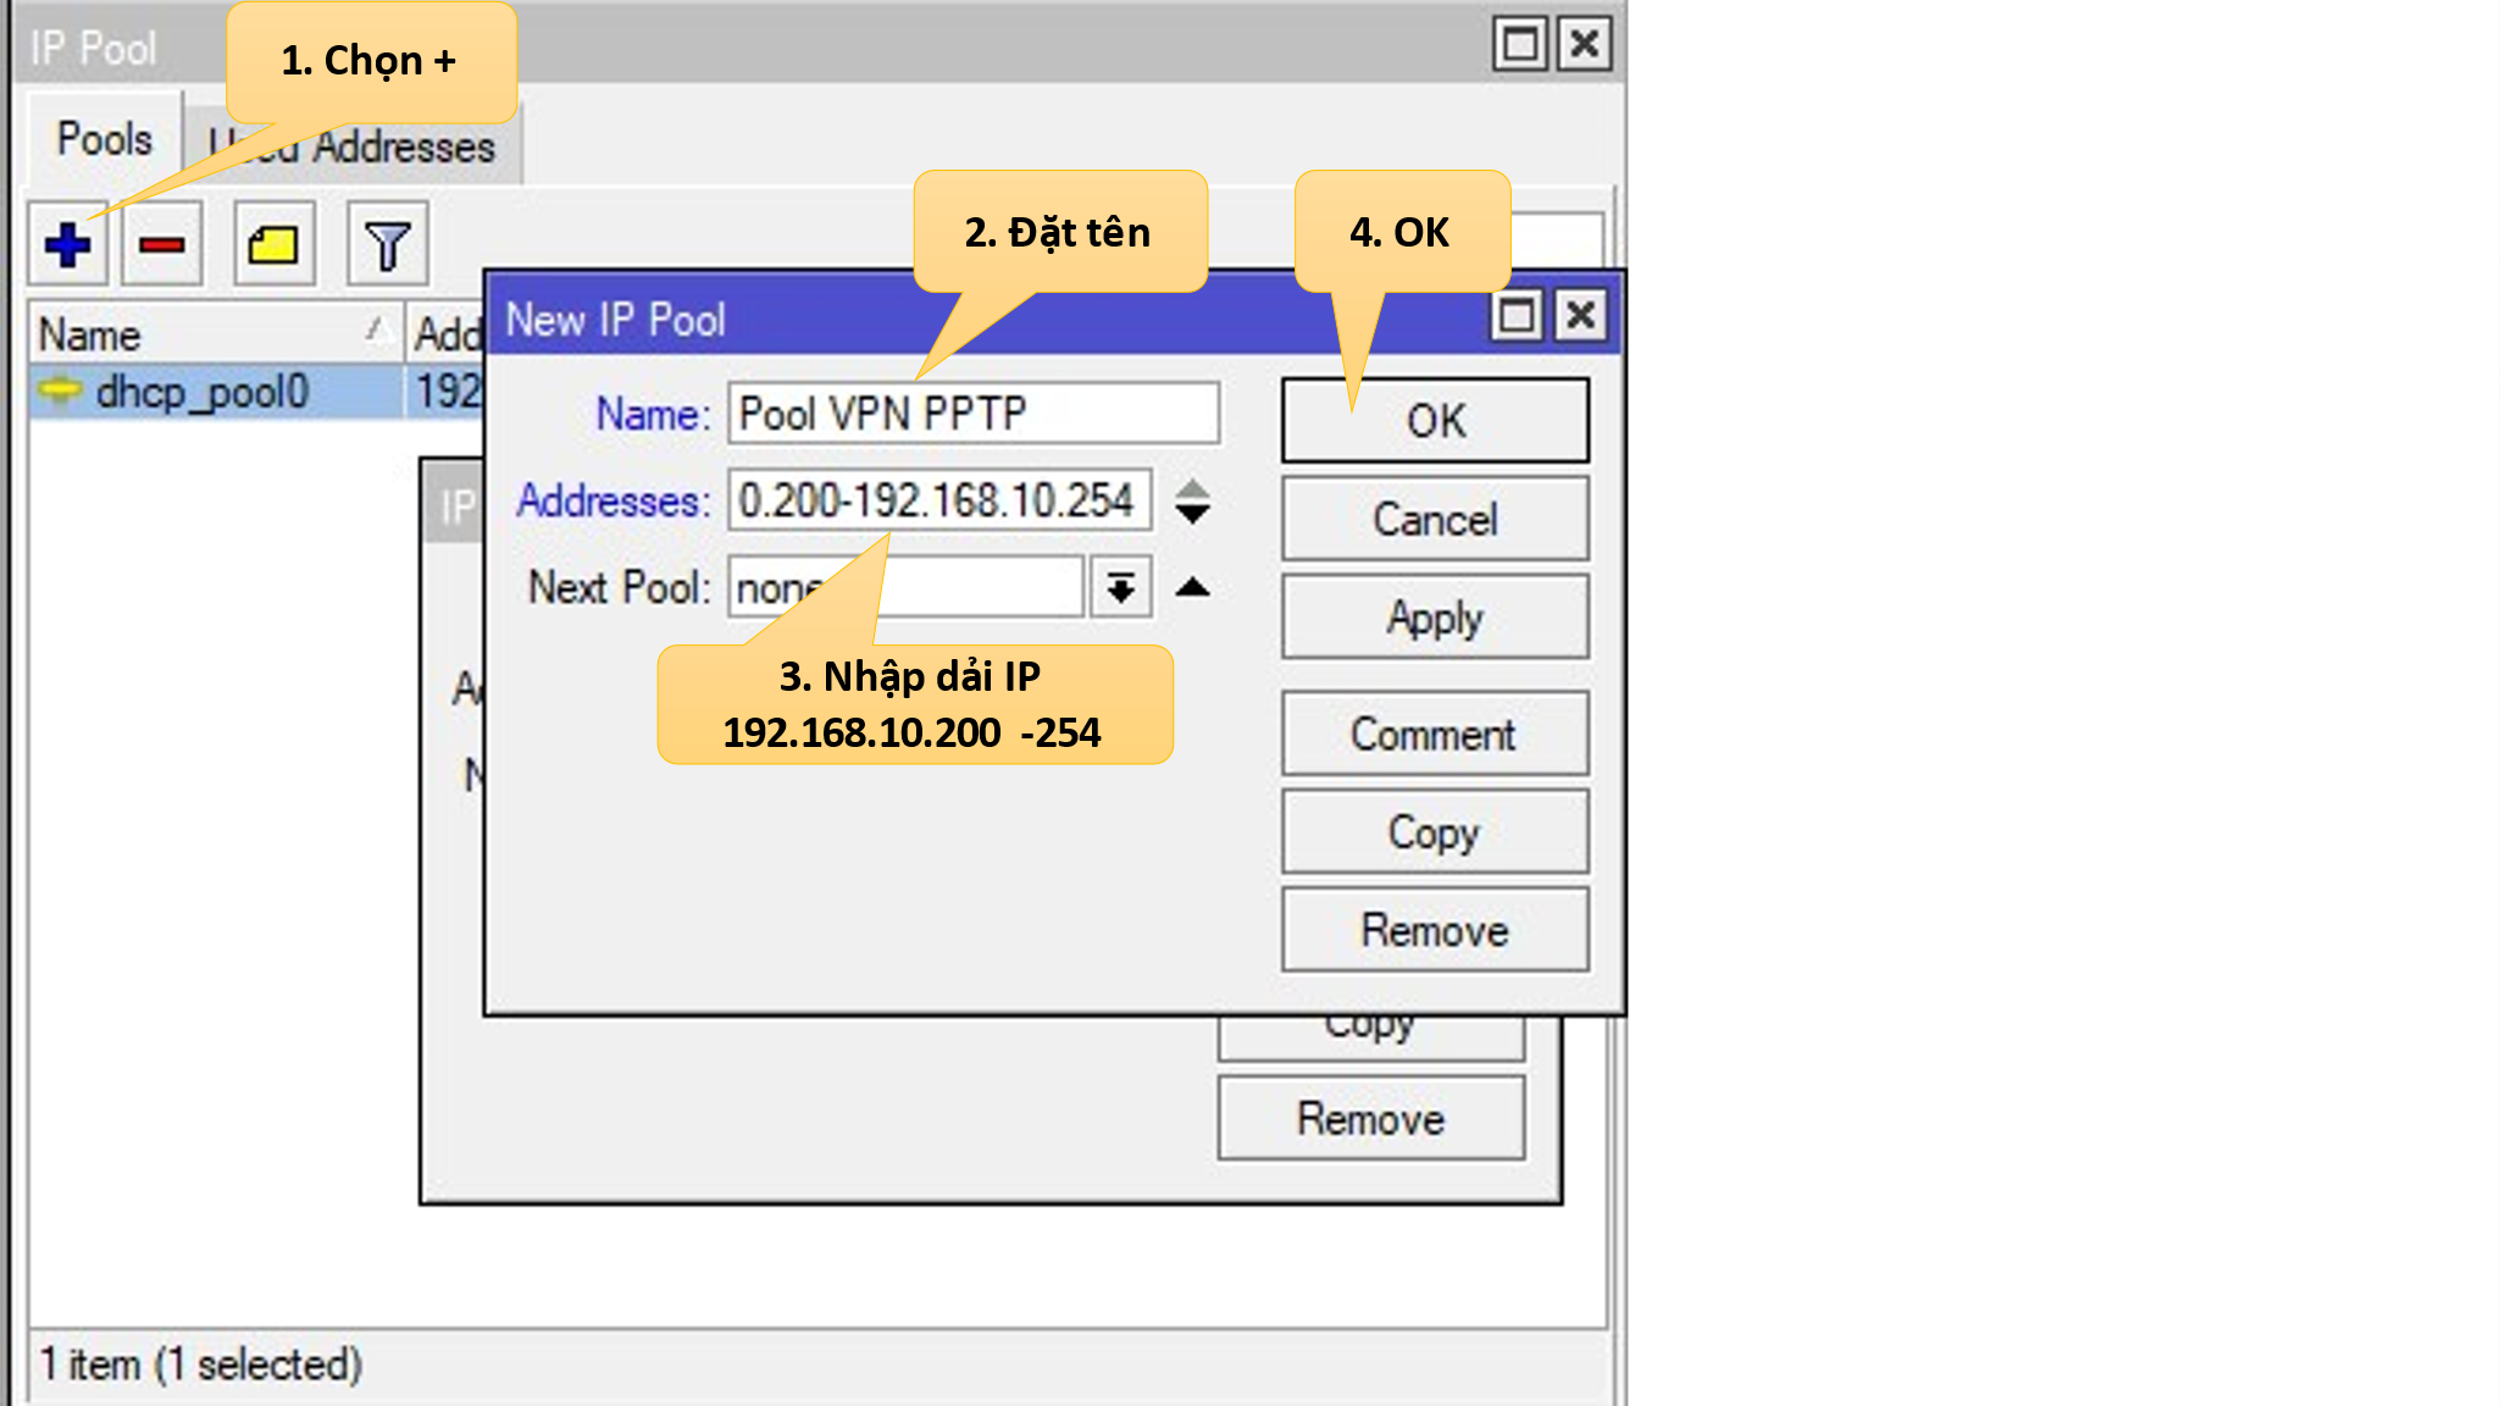 IP Pool
1. Chọn +
Pools
Used Addresses
2. Đặt tên
4. OK
Name
New IP Pool
dhcp_pool0
192
Name:
Pool VPN PPTP
OK
Addresses:
0.200-192.168.10.254
IP
Cancel
Next Pool:
none
Apply
3. Nhập dải IP
192.168.10.200 -254
Comment
Copy
Remove
Copy
Remove
1 item (1 selected)